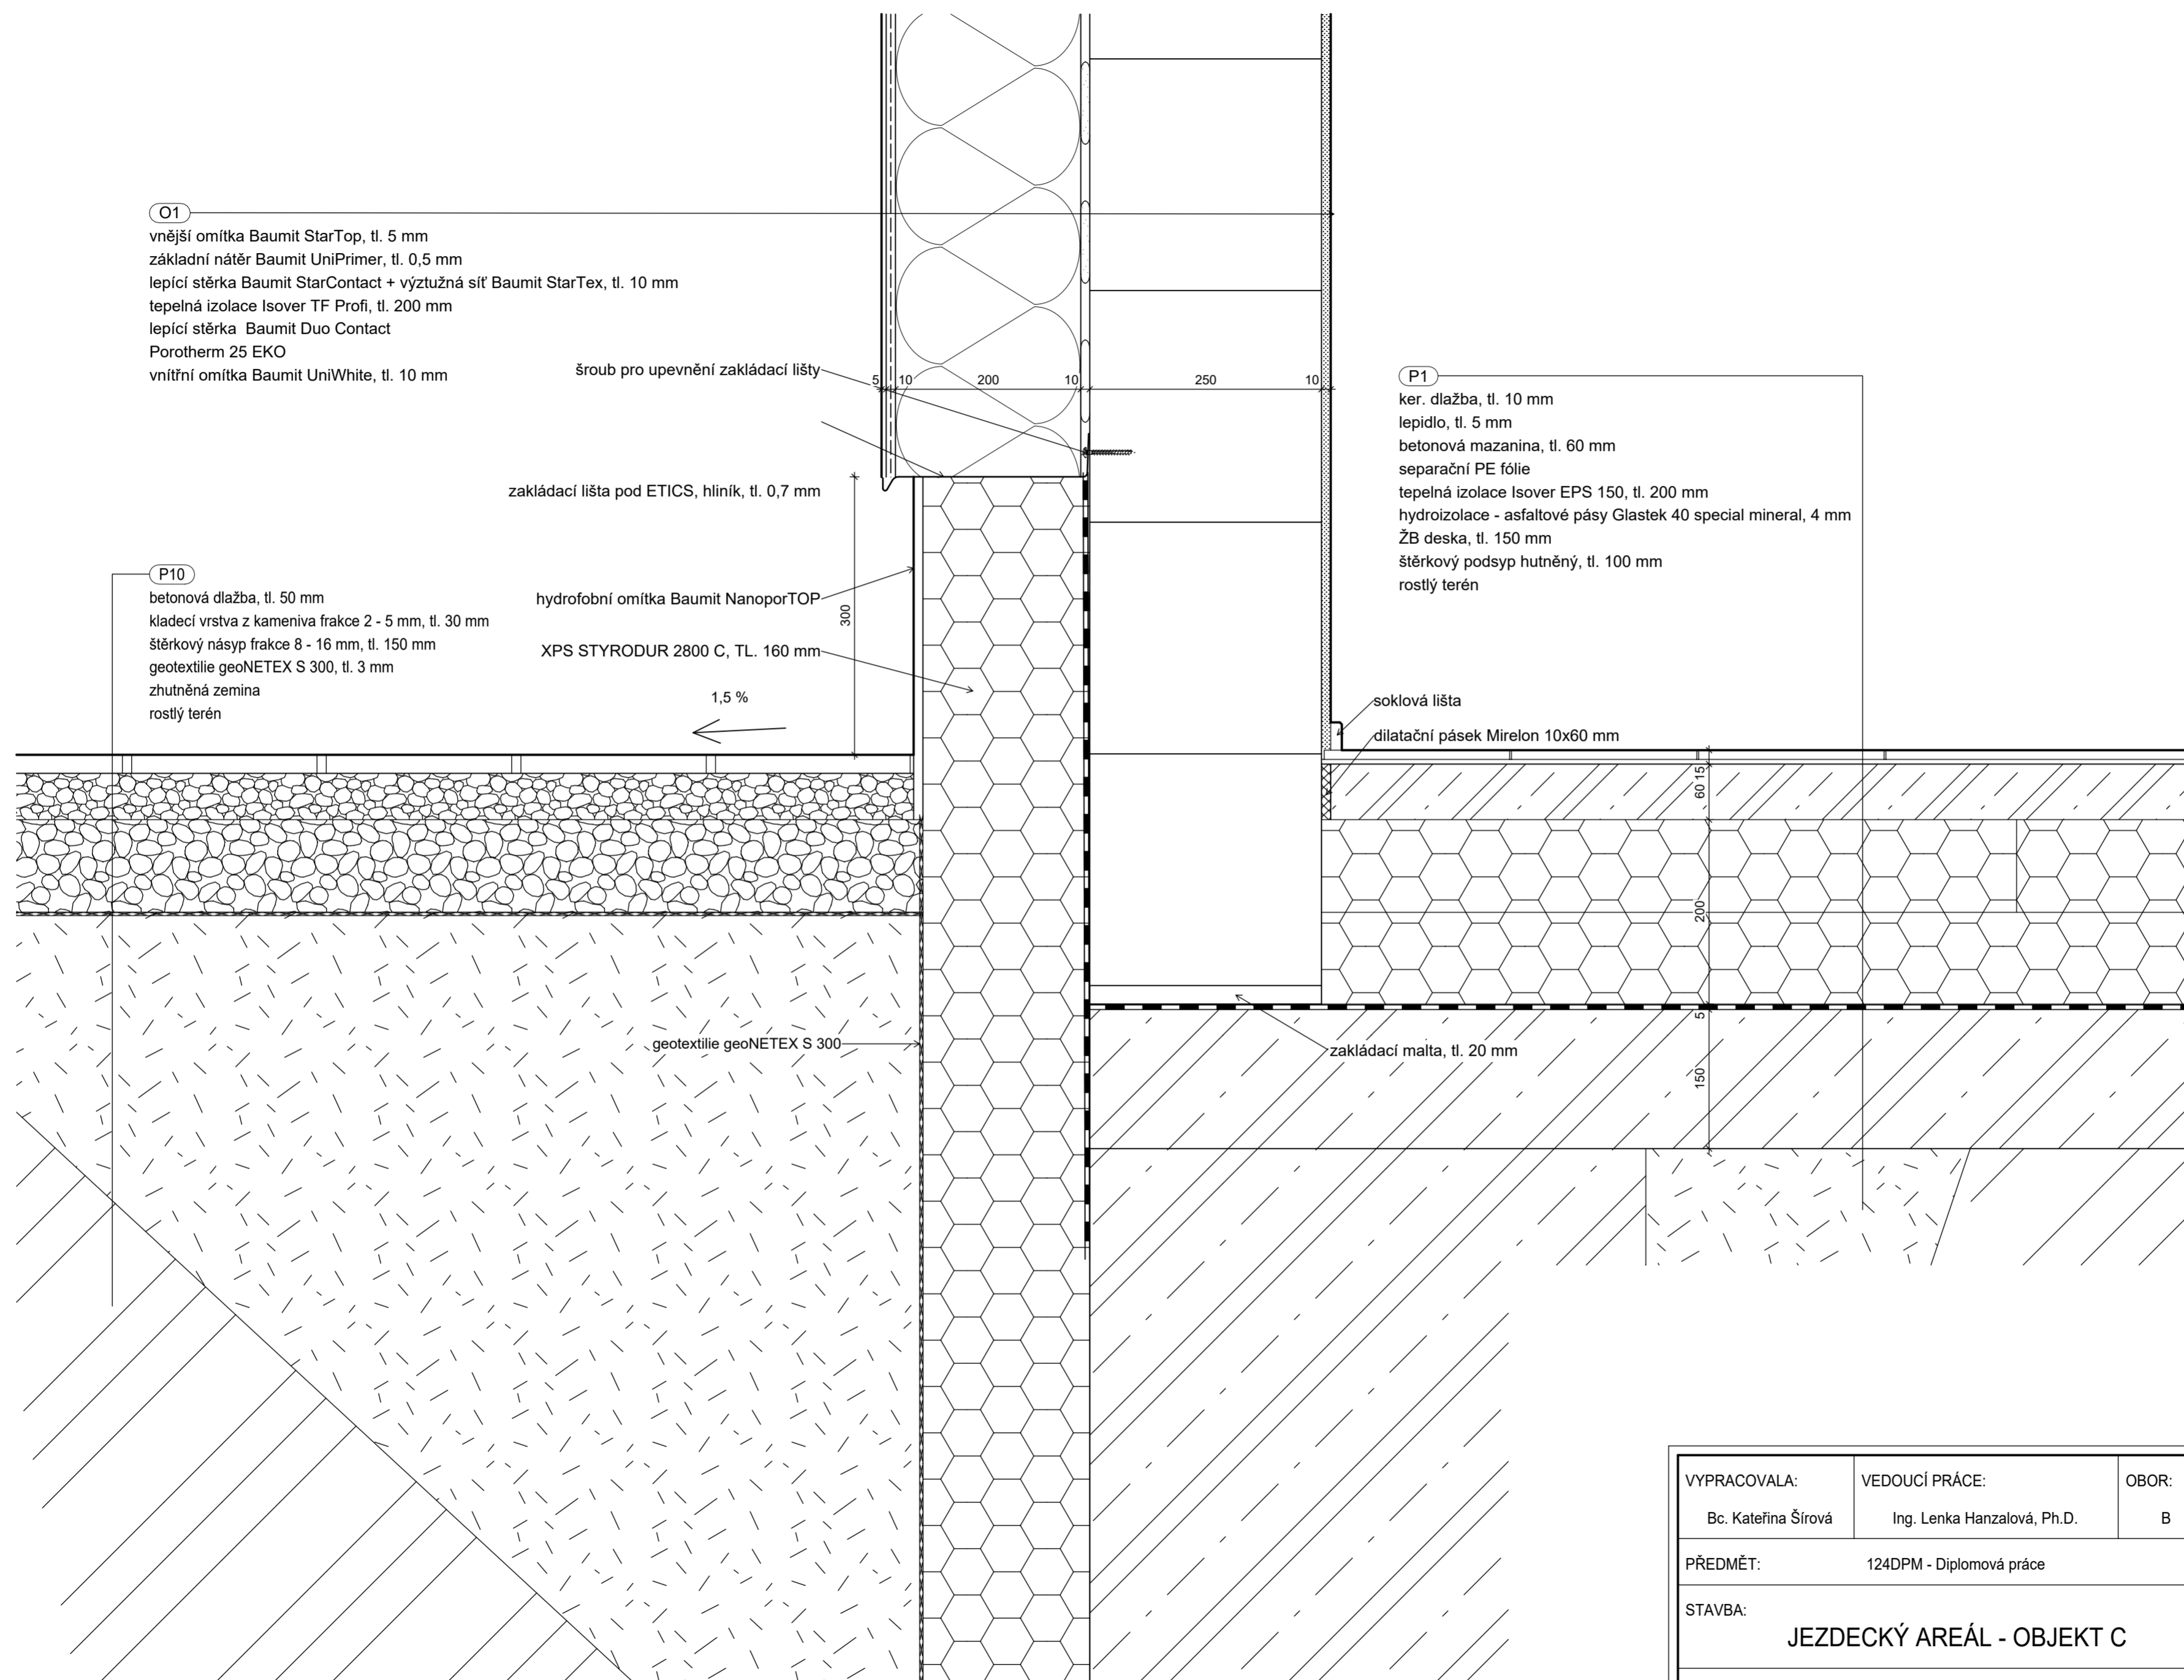 O1
vnější omítka Baumit StarTop, tl. 5 mm
základní nátěr Baumit UniPrimer, tl. 0,5 mm
lepící stěrka Baumit StarContact + výztužná síť Baumit StarTex, tl. 10 mm
tepelná izolace Isover TF Profi, tl. 200 mm
lepící stěrka  Baumit Duo Contact
Porotherm 25 EKO
vnítřní omítka Baumit UniWhite, tl. 10 mm
šroub pro upevnění zakládací lišty
5 10 200 10 250 10
zakládací lišta pod ETICS, hliník, tl. 0,7 mm
P1
ker. dlažba, tl. 10 mm
lepidlo, tl. 5 mm
betonová mazanina, tl. 60 mm
separační PE fólie
tepelná izolace Isover EPS 150, tl. 200 mm
hydroizolace - asfaltové pásy Glastek 40 special mineral, 4 mm
ŽB deska, tl. 150 mm
štěrkový podsyp hutněný, tl. 100 mm
rostlý terén
P10
betonová dlažba, tl. 50 mm
kladecí vrstva z kameniva frakce 2 - 5 mm, tl. 30 mm
štěrkový násyp frakce 8 - 16 mm, tl. 150 mm
geotextilie geoNETEX S 300, tl. 3 mm
zhutněná zemina
rostlý terén
hydrofobní omítka Baumit NanoporTOP
300
XPS STYRODUR 2800 C, TL. 160 mm
1,5 %
soklová lišta
dilatační pásek Mirelon 10x60 mm
15
60
200
5
150
geotextilie geoNETEX S 300
zakládací malta, tl. 20 mm
VYPRACOVALA:
Bc. Kateřina Šírová
VEDOUCÍ PRÁCE:
Ing. Lenka Hanzalová, Ph.D.
OBOR:
B
PŘEDMĚT:
124DPM - Diplomová práce
STAVBA:
JEZDECKÝ AREÁL - OBJEKT C